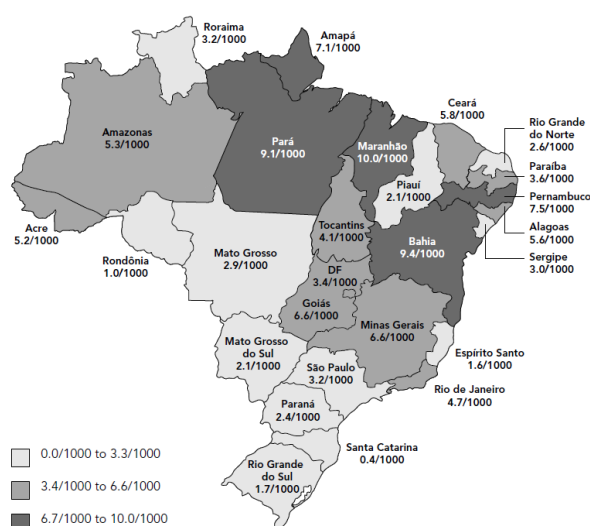 Roraima
3.2/1000
Amapá
7.1/1000
Amazonas
5.3/1000
Pará
9.1/1000
Maranhão
10.0/1000
Ceará
5.8/1000
Rio Grande
do Norte
2.6/1000
Paraíba
3.6/1000
Pernambuco
7.5/1000
Alagoas
5.6/1000
Sergipe
3.0/1000
Piauí
2.1/1000
Acre
5.2/1000
Rondônia
1.0/1000
Mato Grosso
2.9/1000
Tocantins
4.1/1000
Bahia
9.4/1000
DF
3.4/1000
Goiás
6.6/1000
Minas Gerais
6.6/1000
Mato Grosso
do Sul
2.1/1000
São Paulo
3.2/1000
Espírito Santo
1.6/1000
Rio de Janeiro
4.7/1000
Paraná
2.4/1000
Santa Catarina
0.4/1000
Rio Grande
do Sul
1.7/1000
0.0/1000 to 3.3/1000
3.4/1000 to 6.6/1000
6.7/1000 to 10.0/1000